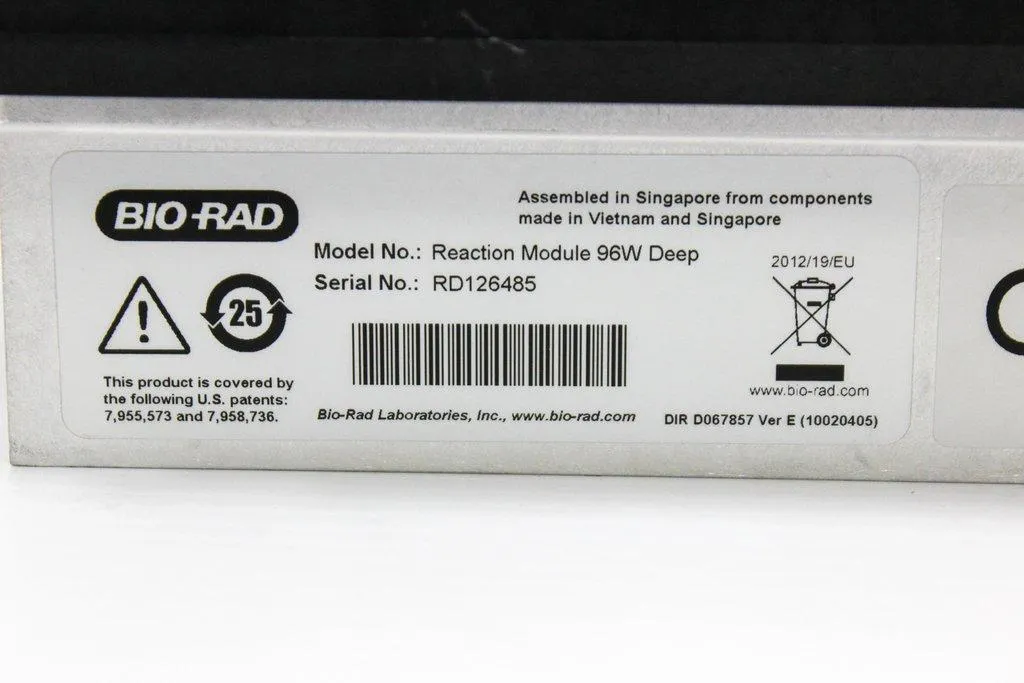 BIO-RAD
Assembled in Singapore from components
made in Vietnam and Singapore
Model No.: Reaction Module 96W Deep
Serial No.: RD126485
2012/19/EU
25
This product is covered by
the following U.S. patents:
7,955,573 and 7,958,736.
Bio-Rad Laboratories, Inc., www.bio-rad.com
www.bio-rad.com
DIR D067857 Ver E (10020405)